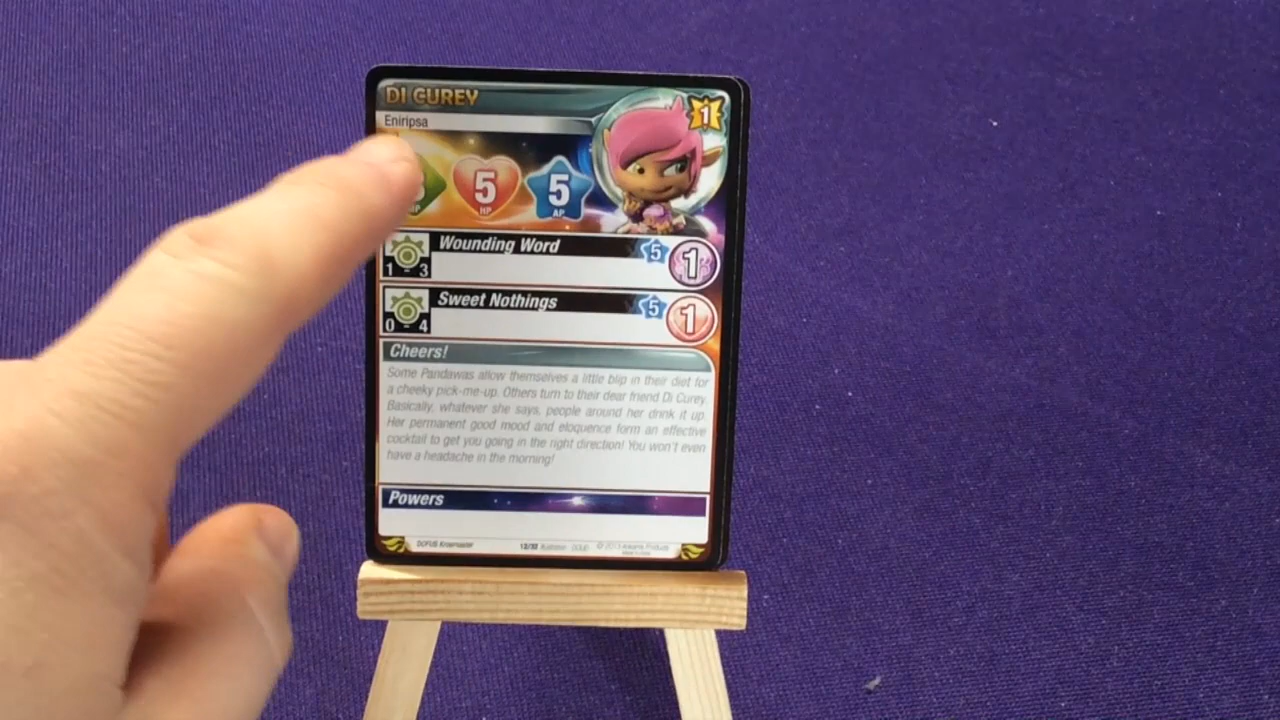 DI CUREY
1
Eniripsa
5
HP
5
AP
Wounding Word
5
1
1 - 3
Sweet Nothings
5
1
0 - 4
Cheers!
Some Pandawas allow themselves a little blip in their diet for
a cheeky pick-me-up. Others turn to their dear friend Di Curey.
Basically, whatever she says, people around her drink it up.
Her permanent good mood and eloquence form an effective
cocktail to get you going in the right direction! You won't even
have a headache in the morning!
Powers
DOFUS Krosmaster